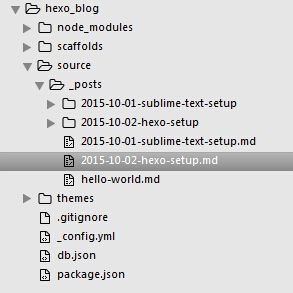 hexo_blog
node_modules
scaffolds
source
_posts
2015-10-01-sublime-text-setup
2015-10-02-hexo-setup
2015-10-01-sublime-text-setup.md
2015-10-02-hexo-setup.md
hello-world.md
themes
.gitignore
_config.yml
db.json
package.json